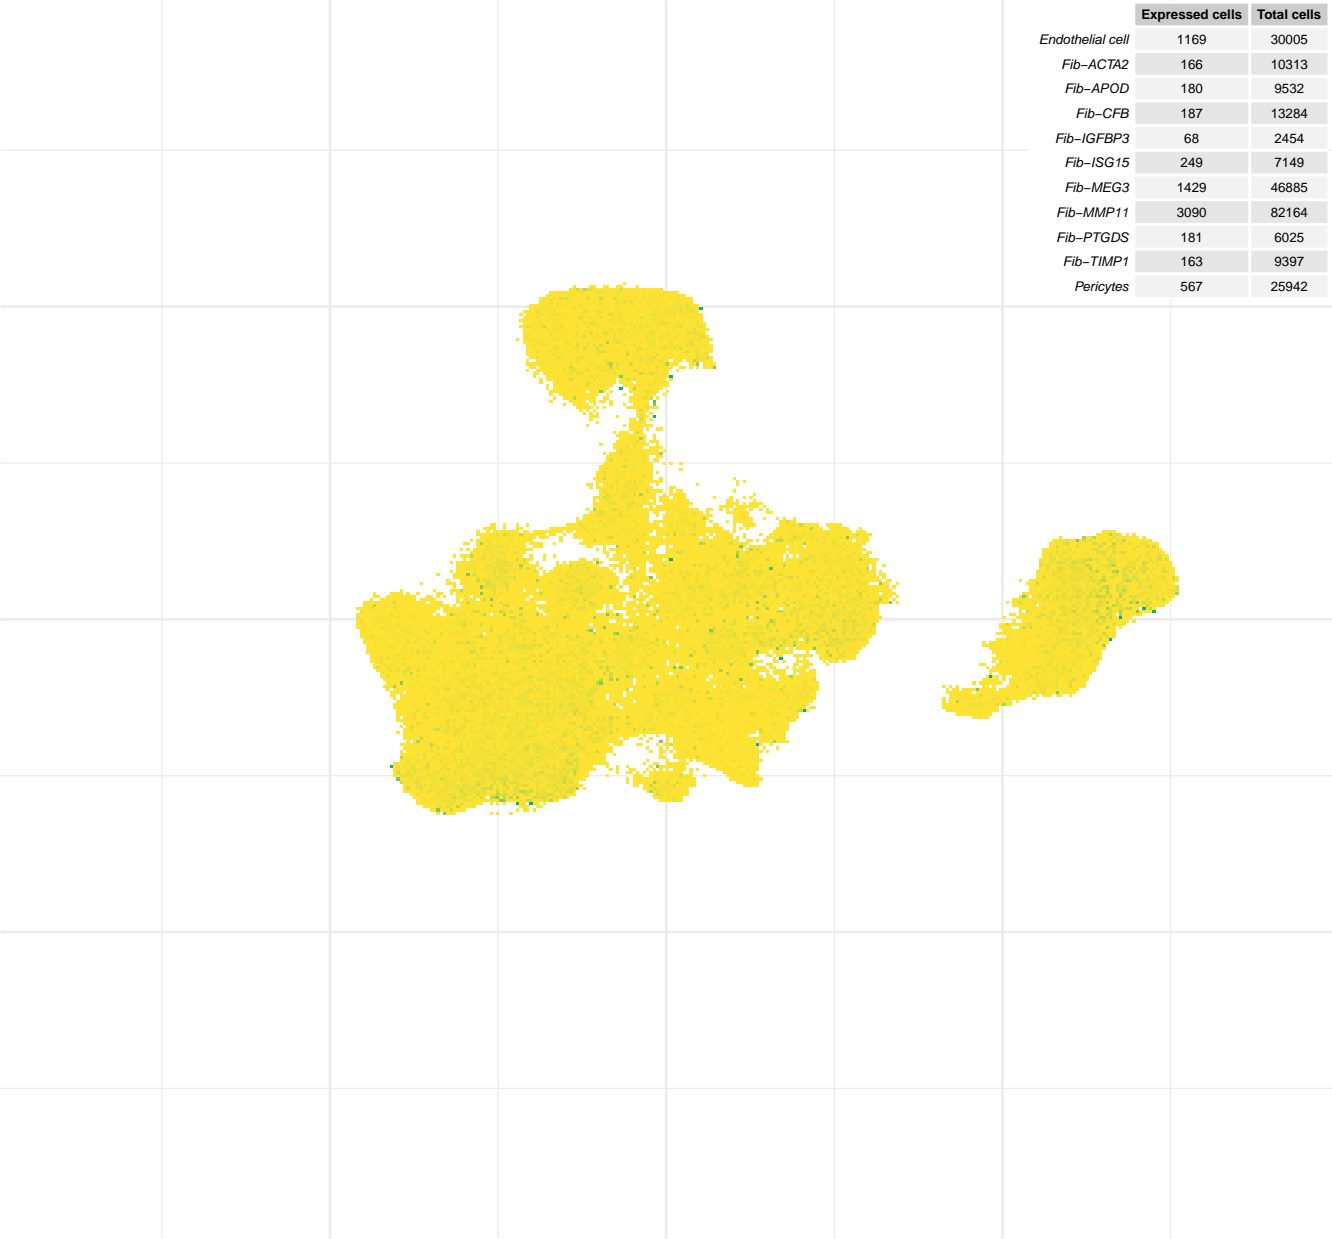 Expressed cells Total cells
Endothelial cell 1169 30005
Fib−ACTA2 166 10313
Fib−APOD 180 9532
Fib−CFB 187 13284
Fib−IGFBP3 68 2454
Fib−ISG15 249 7149
Fib−MEG3 1429 46885
Fib−MMP11 3090 82164
Fib−PTGDS 181 6025
Fib−TIMP1 163 9397
Pericytes 567 25942